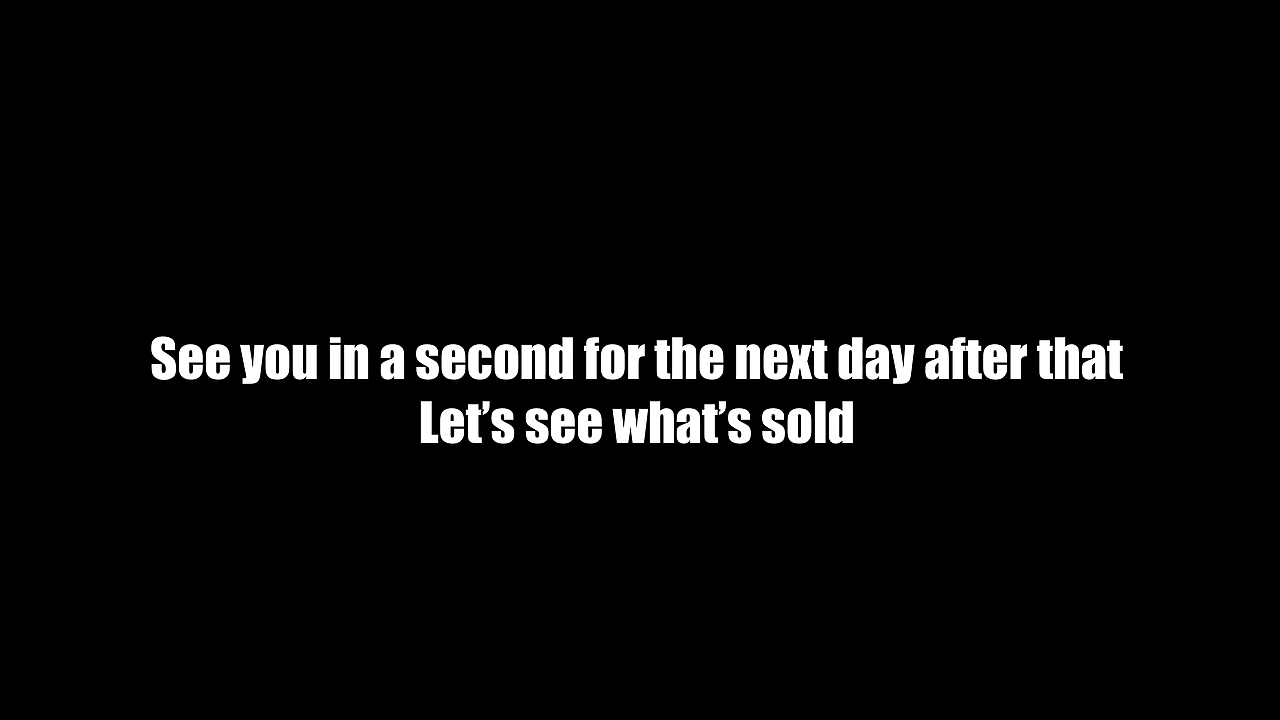 See you in a second for the next day after that
Let’s see what’s sold